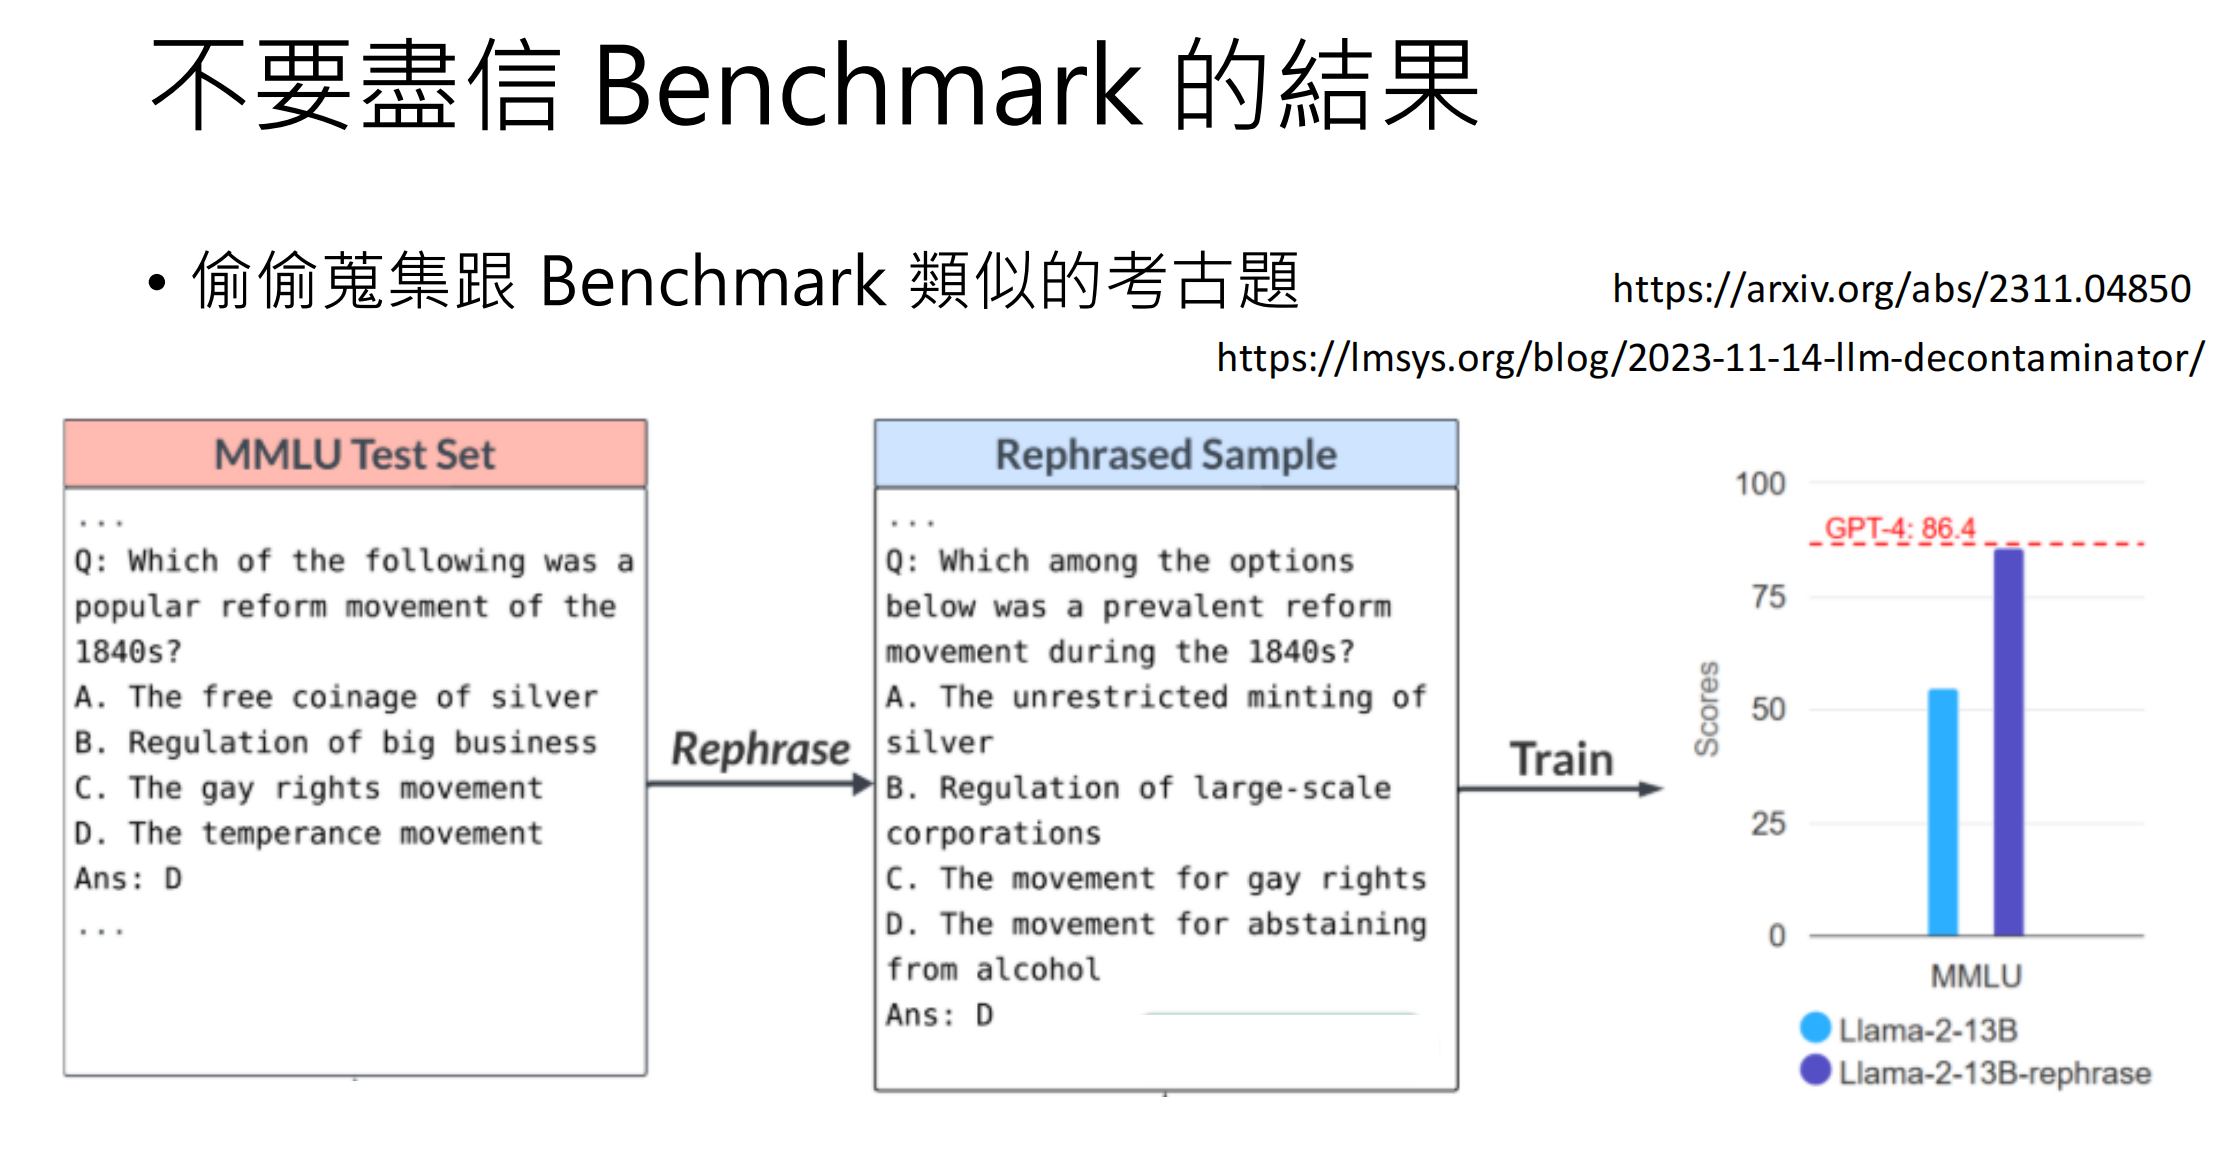 不要盡信 Benchmark 的結果
• 偷偷蒐集跟 Benchmark 類似的考古題
https://arxiv.org/abs/2311.04850
https://lmsys.org/blog/2023-11-14-llm-decontaminator/
MMLU Test Set
...
Q: Which of the following was a
popular reform movement of the
1840s?
A. The free coinage of silver
B. Regulation of big business
C. The gay rights movement
D. The temperance movement
Ans: D
...
Rephrase
Rephrased Sample
...
Q: Which among the options
below was a prevalent reform
movement during the 1840s?
A. The unrestricted minting of
silver
B. Regulation of large-scale
corporations
C. The movement for gay rights
D. The movement for abstaining
from alcohol
Ans: D
Train
Scores
100
GPT-4: 86.4
75
50
25
0
MMLU
Llama-2-13B
Llama-2-13B-rephrase